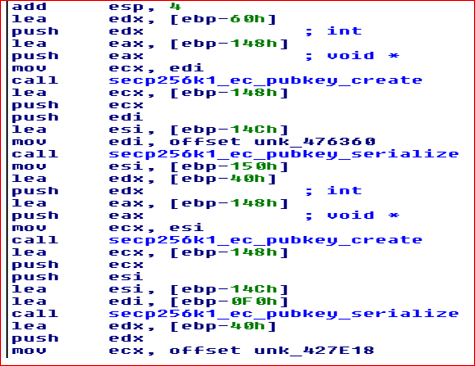 add esp, 4
lea edx, [ebp-60h]
push edx ; int
lea eax, [ebp-148h]
push eax ; void *
mov ecx, edi
call secp256k1_ec_pubkey_create
lea ecx, [ebp-148h]
push ecx
push edi
lea esi, [ebp-14Ch]
mov edi, offset unk_476360
call secp256k1_ec_pubkey_serialize
mov esi, [ebp-150h]
lea edx, [ebp-40h]
push edx ; int
lea eax, [ebp-148h]
push eax ; void *
mov ecx, esi
call secp256k1_ec_pubkey_create
lea ecx, [ebp-148h]
push ecx
push esi
lea esi, [ebp-14Ch]
lea edi, [ebp-0F0h]
call secp256k1_ec_pubkey_serialize
lea edx, [ebp-40h]
push edx
mov ecx, offset unk_427E18